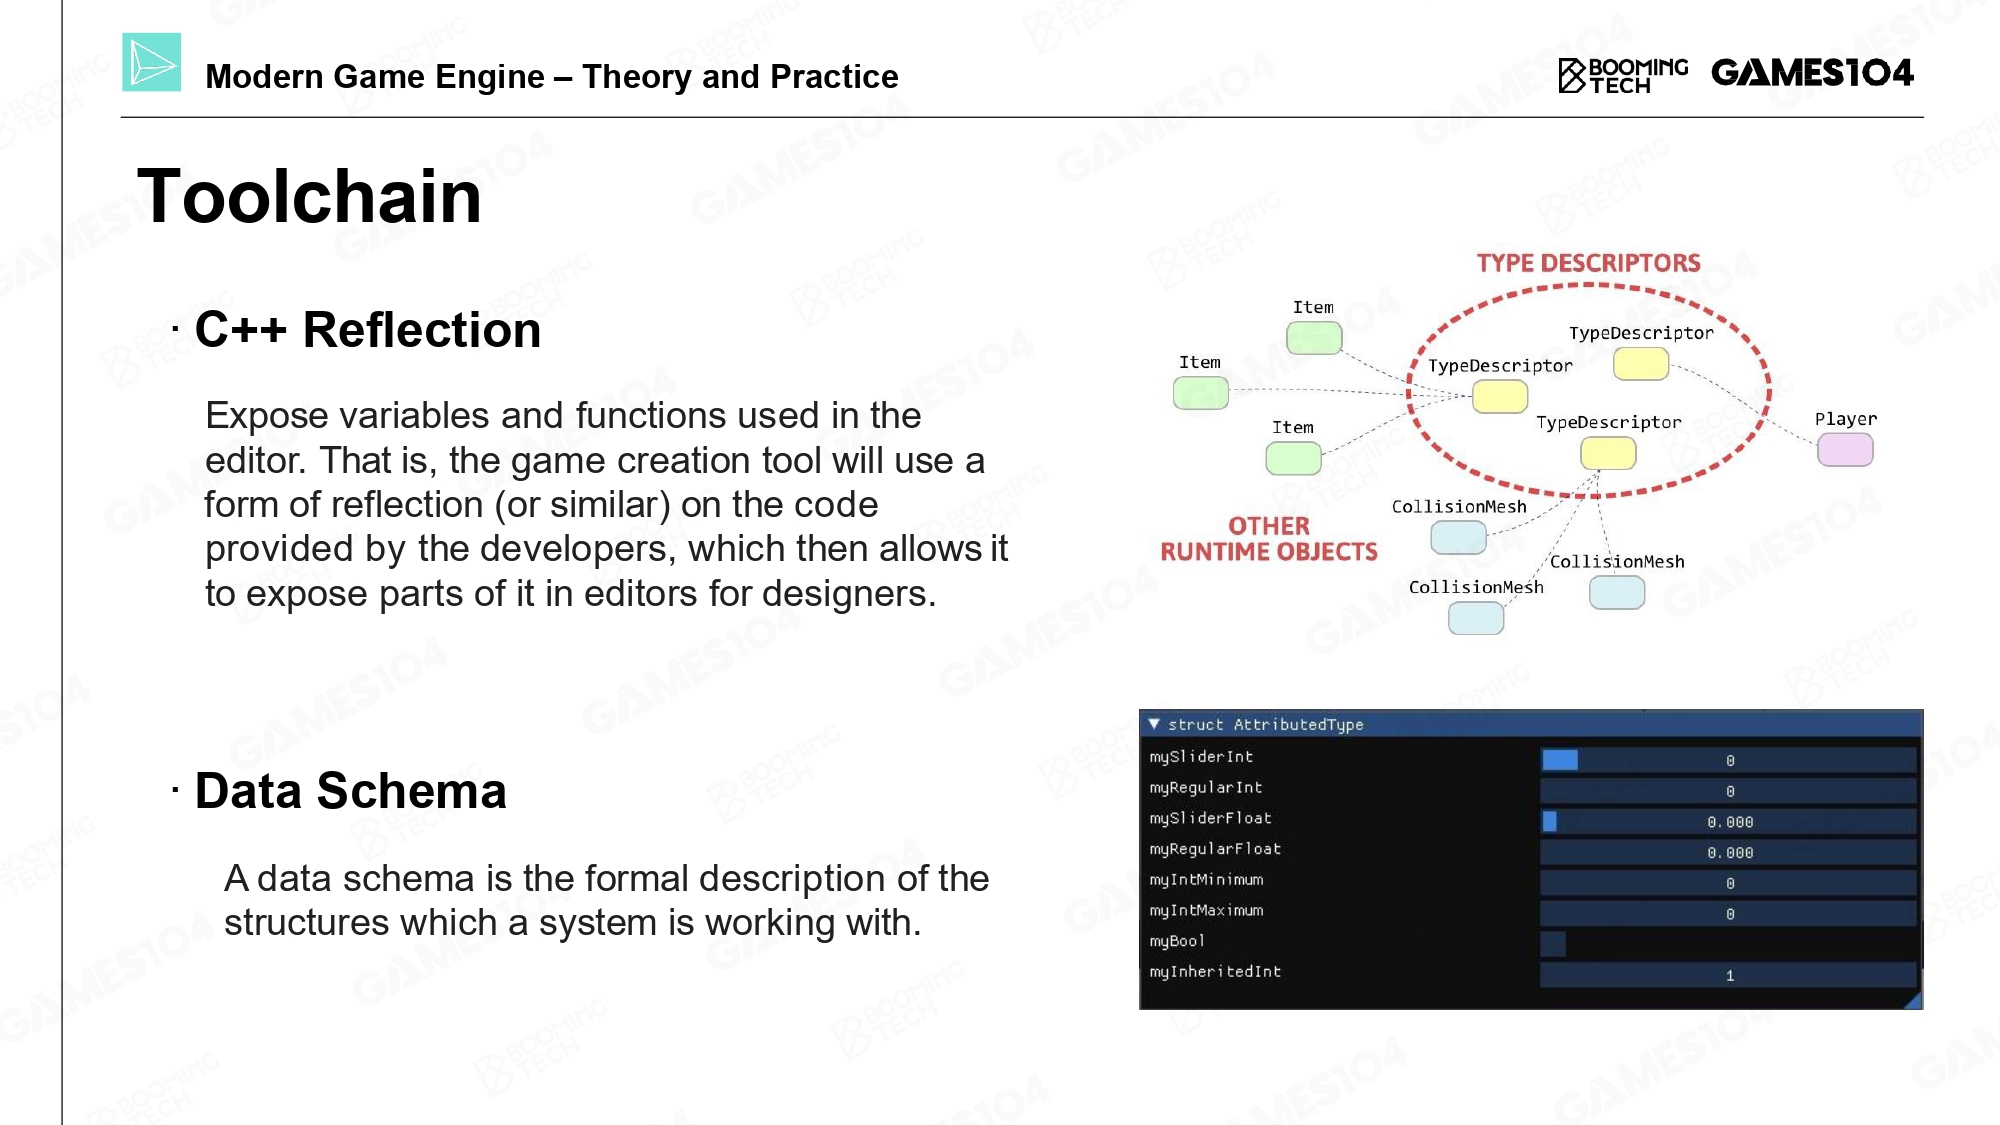 Modern Game Engine – Theory and Practice
BOOMING
TECH
GAMES104
Toolchain
· C++ Reflection
Expose variables and functions used in the
editor. That is, the game creation tool will use a
form of reflection (or similar) on the code
provided by the developers, which then allows it
to expose parts of it in editors for designers.
· Data Schema
A data schema is the formal description of the
structures which a system is working with.
TYPE DESCRIPTORS
Item
TypeDescriptor
Item
TypeDescriptor
Item
TypeDescriptor
Player
CollisionMesh
OTHER
RUNTIME OBJECTS
CollisionMesh
CollisionMesh
struct AttributedType
mySliderInt 0
myRegularInt 0
mySliderFloat 0.000
myRegularFloat 0.000
myIntMinimum 0
myIntMaximum 0
myBool
myInheritedInt 1